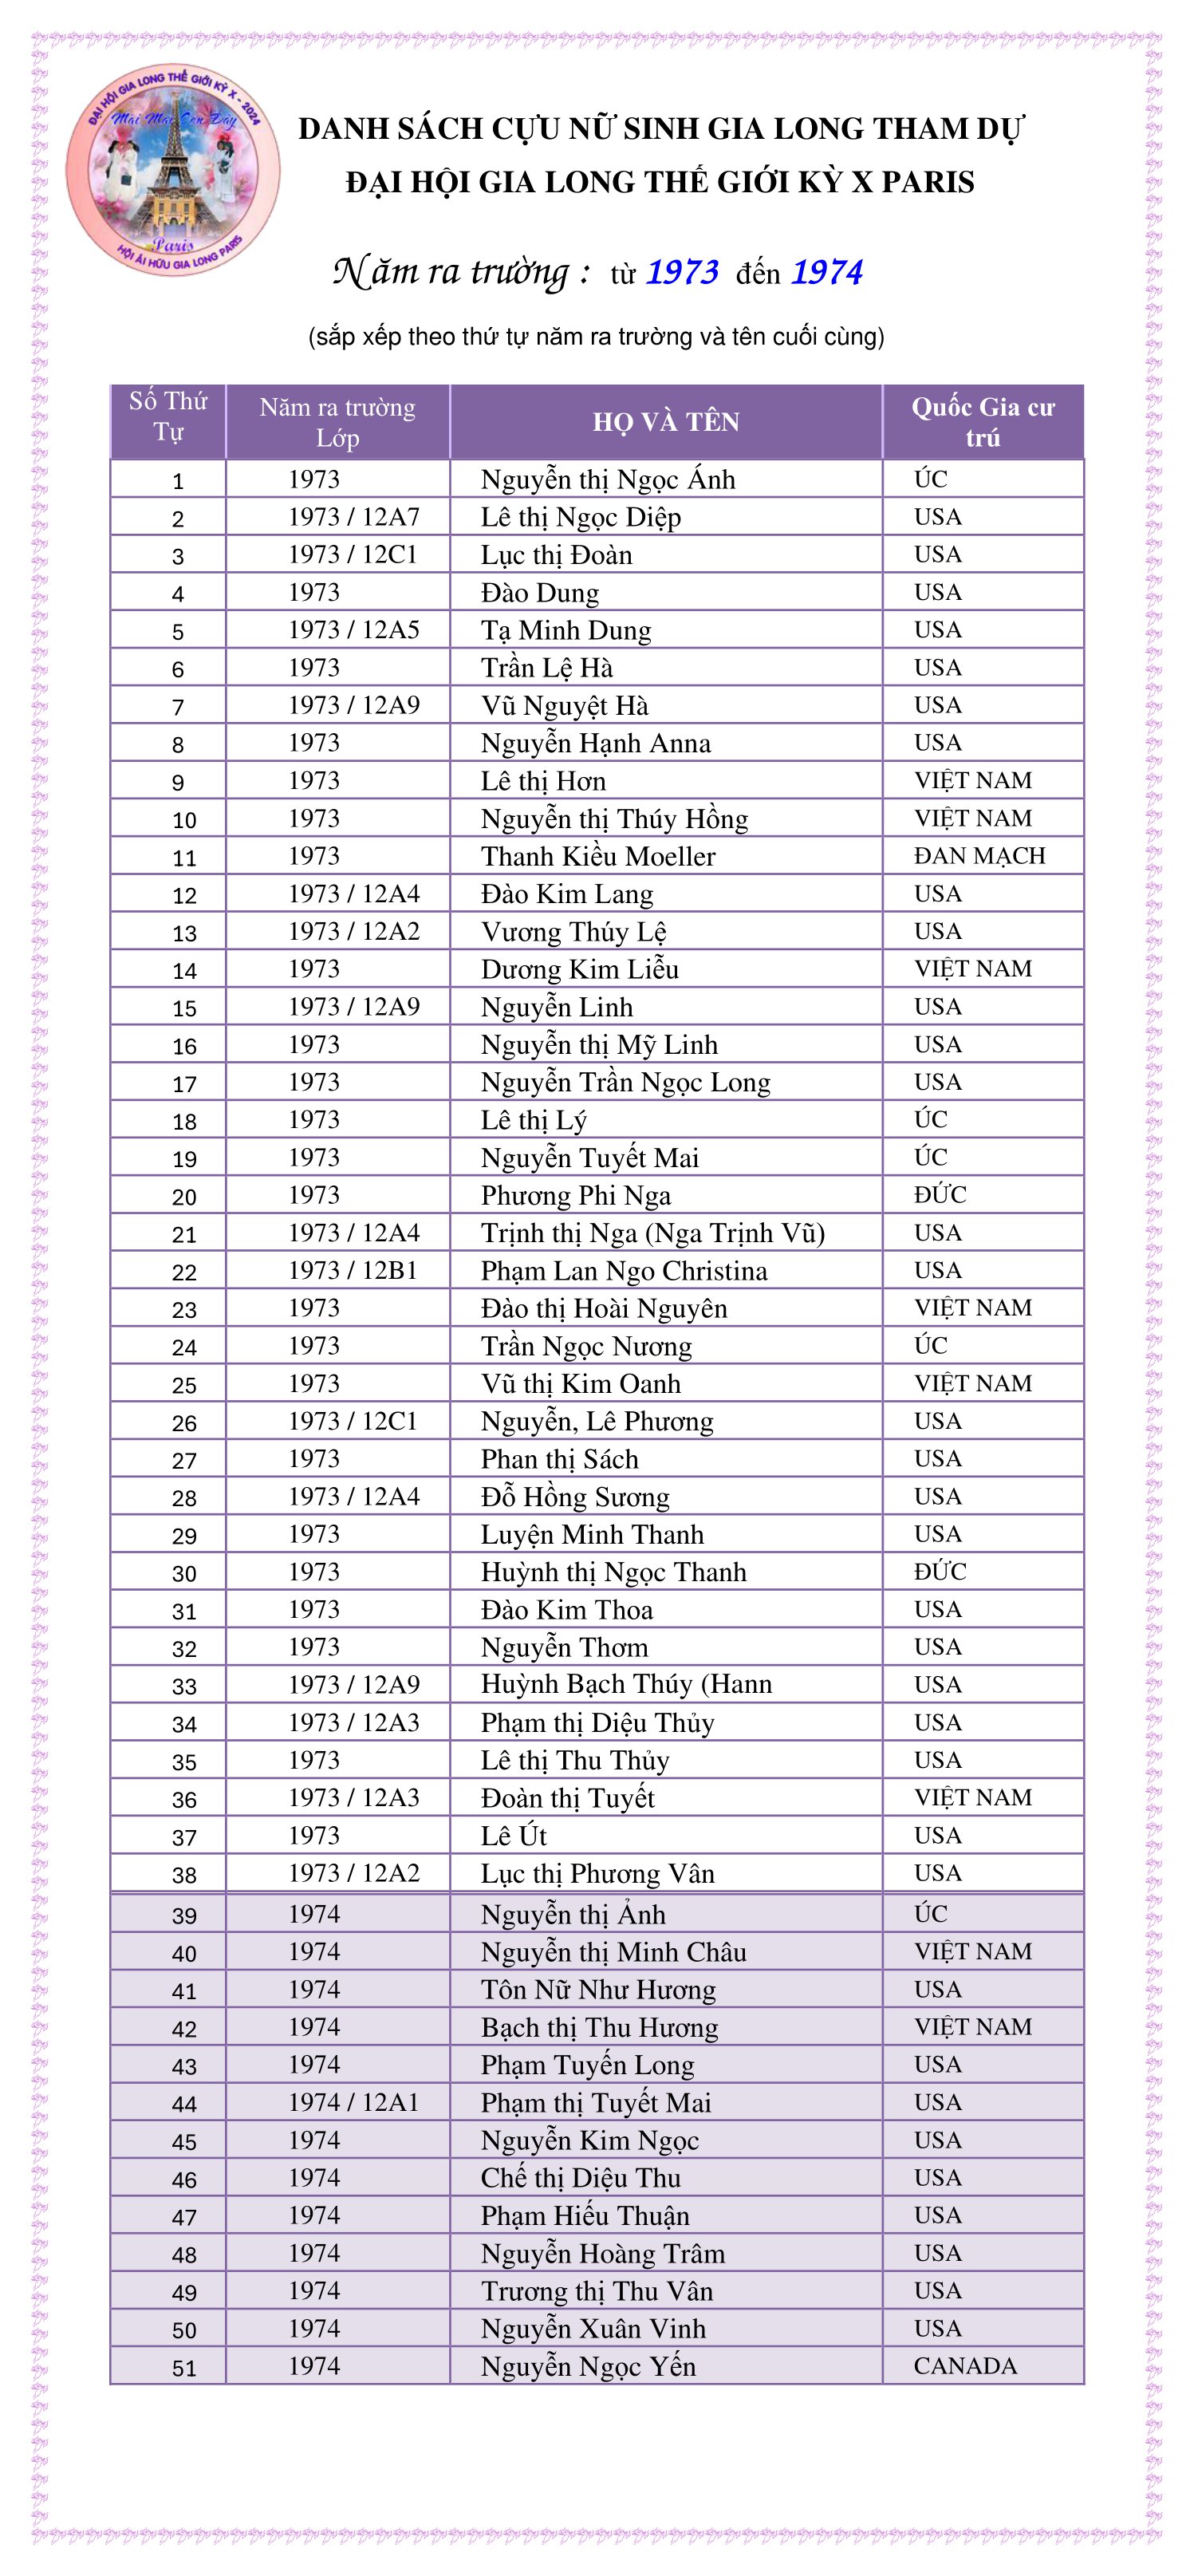 ĐẠI HỘI GIA LONG THẾ GIỚI KỲ X - 2024
Mãi Mãi Còn Đây
Paris
HỘI ÁI HỮU GIA LONG PARIS
DANH SÁCH CỰU NỮ SINH GIA LONG THAM DỰ
ĐẠI HỘI GIA LONG THẾ GIỚI KỲ X PARIS
Năm ra trường : từ 1973 đến 1974
(sắp xếp theo thứ tự năm ra trường và tên cuối cùng)
Số Thứ Tự Năm ra trường Lớp HỌ VÀ TÊN Quốc Gia cư trú
1 1973 Nguyễn thị Ngọc Ánh ÚC
2 1973 / 12A7 Lê thị Ngọc Diệp USA
3 1973 / 12C1 Lục thị Đoàn USA
4 1973 Đào Dung USA
5 1973 / 12A5 Tạ Minh Dung USA
6 1973 Trần Lệ Hà USA
7 1973 / 12A9 Vũ Nguyệt Hà USA
8 1973 Nguyễn Hạnh Anna USA
9 1973 Lê thị Hơn VIỆT NAM
10 1973 Nguyễn thị Thúy Hồng VIỆT NAM
11 1973 Thanh Kiều Moeller ĐAN MẠCH
12 1973 / 12A4 Đào Kim Lang USA
13 1973 / 12A2 Vương Thúy Lệ USA
14 1973 Dương Kim Liễu VIỆT NAM
15 1973 / 12A9 Nguyễn Linh USA
16 1973 Nguyễn thị Mỹ Linh USA
17 1973 Nguyễn Trần Ngọc Long USA
18 1973 Lê thị Lý ÚC
19 1973 Nguyễn Tuyết Mai ÚC
20 1973 Phương Phi Nga ĐỨC
21 1973 / 12A4 Trịnh thị Nga (Nga Trịnh Vũ) USA
22 1973 / 12B1 Phạm Lan Ngo Christina USA
23 1973 Đào thị Hoài Nguyên VIỆT NAM
24 1973 Trần Ngọc Nương ÚC
25 1973 Vũ thị Kim Oanh VIỆT NAM
26 1973 / 12C1 Nguyễn, Lê Phương USA
27 1973 Phan thị Sách USA
28 1973 / 12A4 Đỗ Hồng Sương USA
29 1973 Luyện Minh Thanh USA
30 1973 Huỳnh thị Ngọc Thanh ĐỨC
31 1973 Đào Kim Thoa USA
32 1973 Nguyễn Thơm USA
33 1973 / 12A9 Huỳnh Bạch Thúy (Hann USA
34 1973 / 12A3 Phạm thị Diệu Thủy USA
35 1973 Lê thị Thu Thủy USA
36 1973 / 12A3 Đoàn thị Tuyết VIỆT NAM
37 1973 Lê Út USA
38 1973 / 12A2 Lục thị Phương Vân USA
39 1974 Nguyễn thị Ảnh ÚC
40 1974 Nguyễn thị Minh Châu VIỆT NAM
41 1974 Tôn Nữ Như Hương USA
42 1974 Bạch thị Thu Hương VIỆT NAM
43 1974 Phạm Tuyến Long USA
44 1974 / 12A1 Phạm thị Tuyết Mai USA
45 1974 Nguyễn Kim Ngọc USA
46 1974 Chế thị Diệu Thu USA
47 1974 Phạm Hiếu Thuận USA
48 1974 Nguyễn Hoàng Trâm USA
49 1974 Trương thị Thu Vân USA
50 1974 Nguyễn Xuân Vinh USA
51 1974 Nguyễn Ngọc Yến CANADA